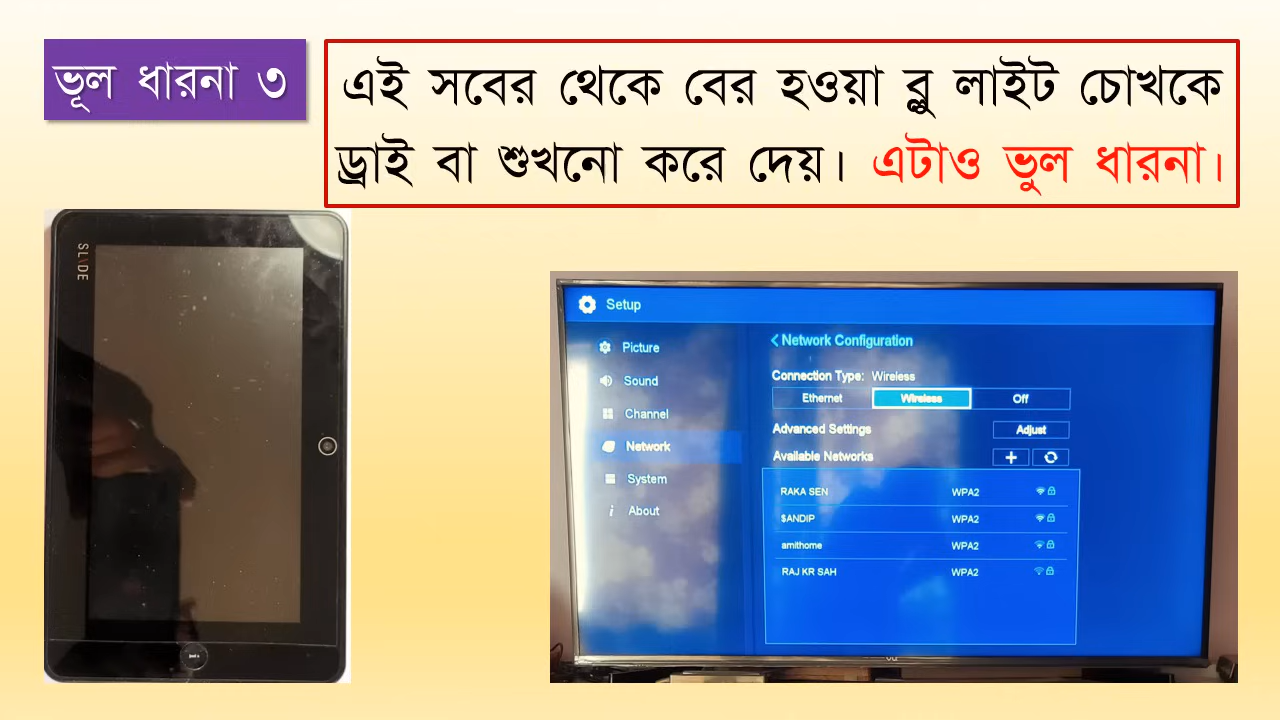 ভূল ধারনা ৩
এই সবের থেকে বের হওয়া ব্লু লাইট চোখকে
ড্রাই বা শুখনো করে দেয়। এটাও ভুল ধারনা।
SLIDE
Setup
Picture
Sound
Channel
Network
System
About
Network Configuration
Connection Type: Wireless
Ethernet Wireless Off
Advanced Settings Adjust
Available Networks
RAKA SEN WPA2
$ANDIP WPA2
amithome WPA2
RAJ KR SAH WPA2